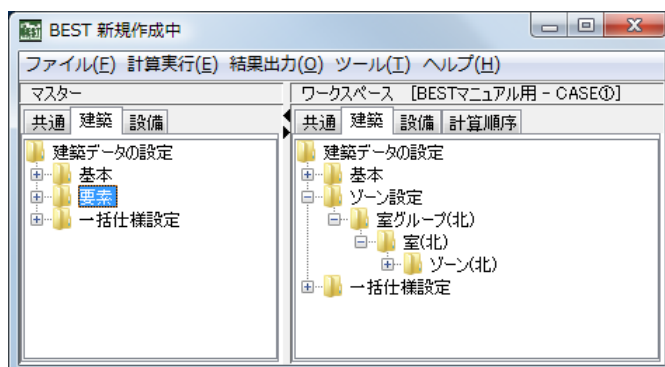 BEST 新規作成中
ファイル(F) 計算実行(E) 結果出力(O) ツール(T) ヘルプ(H)
マスター
共通 建築 設備
建築データの設定
基本
要素
一括仕様設定
ワークスペース [BESTマニュアル用 - CASE①]
共通 建築 設備 計算順序
建築データの設定
基本
ゾーン設定
室グループ(北)
室(北)
ゾーン(北)
一括仕様設定